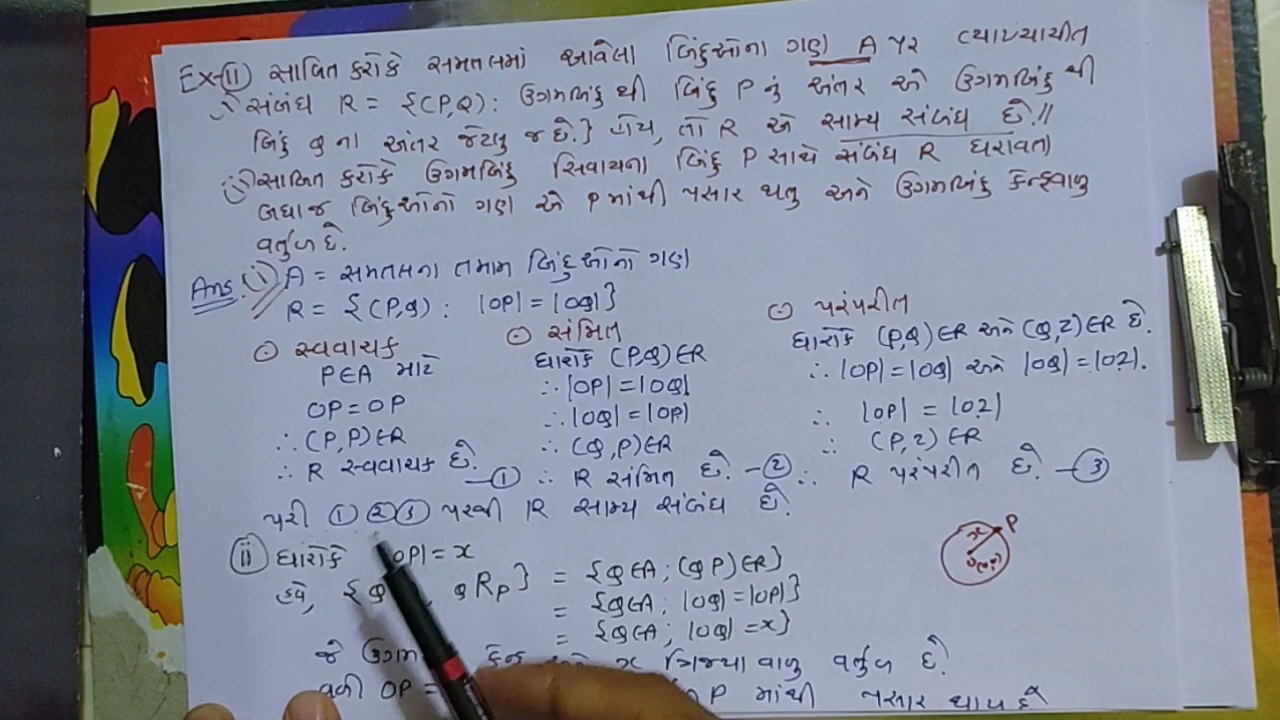 Ex-11) સાબિત કરો કે સમતલમાં આવેલા બિંદુઓના ગણ A પર વ્યાખ્યાયીત
i) સંબંધ R = {(P,Q): ઉગમબિંદુ થી બિંદુ P નું અંતર એ ઉગમબિંદુ થી
બિંદુ Q ના અંતર જેટલુ જ છે.} હોય, તો R એ સામ્ય સંબંધ છે.//
ii) સાબિત કરોકે ઉગમબિંદુ સિવાયના બિંદુ P સાથે સંબંધ R ધરાવતા
બધા જ બિંદુઓનો ગણ એ P માંથી પસાર થતુ અને ઉગમબિંદુ કેન્દ્રવાળુ
વર્તુળ છે.
Ans. (i) A = સમતલના તમામ બિંદુઓનો ગણ
R = {(P,Q): |OP| = |OQ|}
⊙ સ્વવાચક
P∈A માટે
OP = OP
∴ (P,P)∈R
∴ R સ્વવાચક છે. —①
⊙ સંમિત
ધારોકે (P,Q)∈R
∴ |OP| = |OQ|
∴ |OQ| = |OP|
∴ (Q,P)∈R
∴ R સંમિત છે. —②
⊙ પરંપરીત
ધારોકે (P,Q)∈R અને (Q,Z)∈R છે.
∴ |OP| = |OQ| અને |OQ| = |OZ|.
∴ |OP| = |OZ|
∴ (P,Z)∈R
∴ R પરંપરીત છે. —③
પરી ① ② ③ પરથી R સામ્ય સંબંધ છે.
(ii) ધારોકે OP| = x
હવે, {Q , QRP} = {Q∈A; (Q P)∈R}
= {Q∈A; |OQ| = |OP|}
= {Q∈A; |OQ| = x}
x P
જે ઉગમ કેન્દ્ર x ત્રિજ્યા વાળુ વર્તુળ છે.
વળી OP = P માંથી પસાર થાય છે